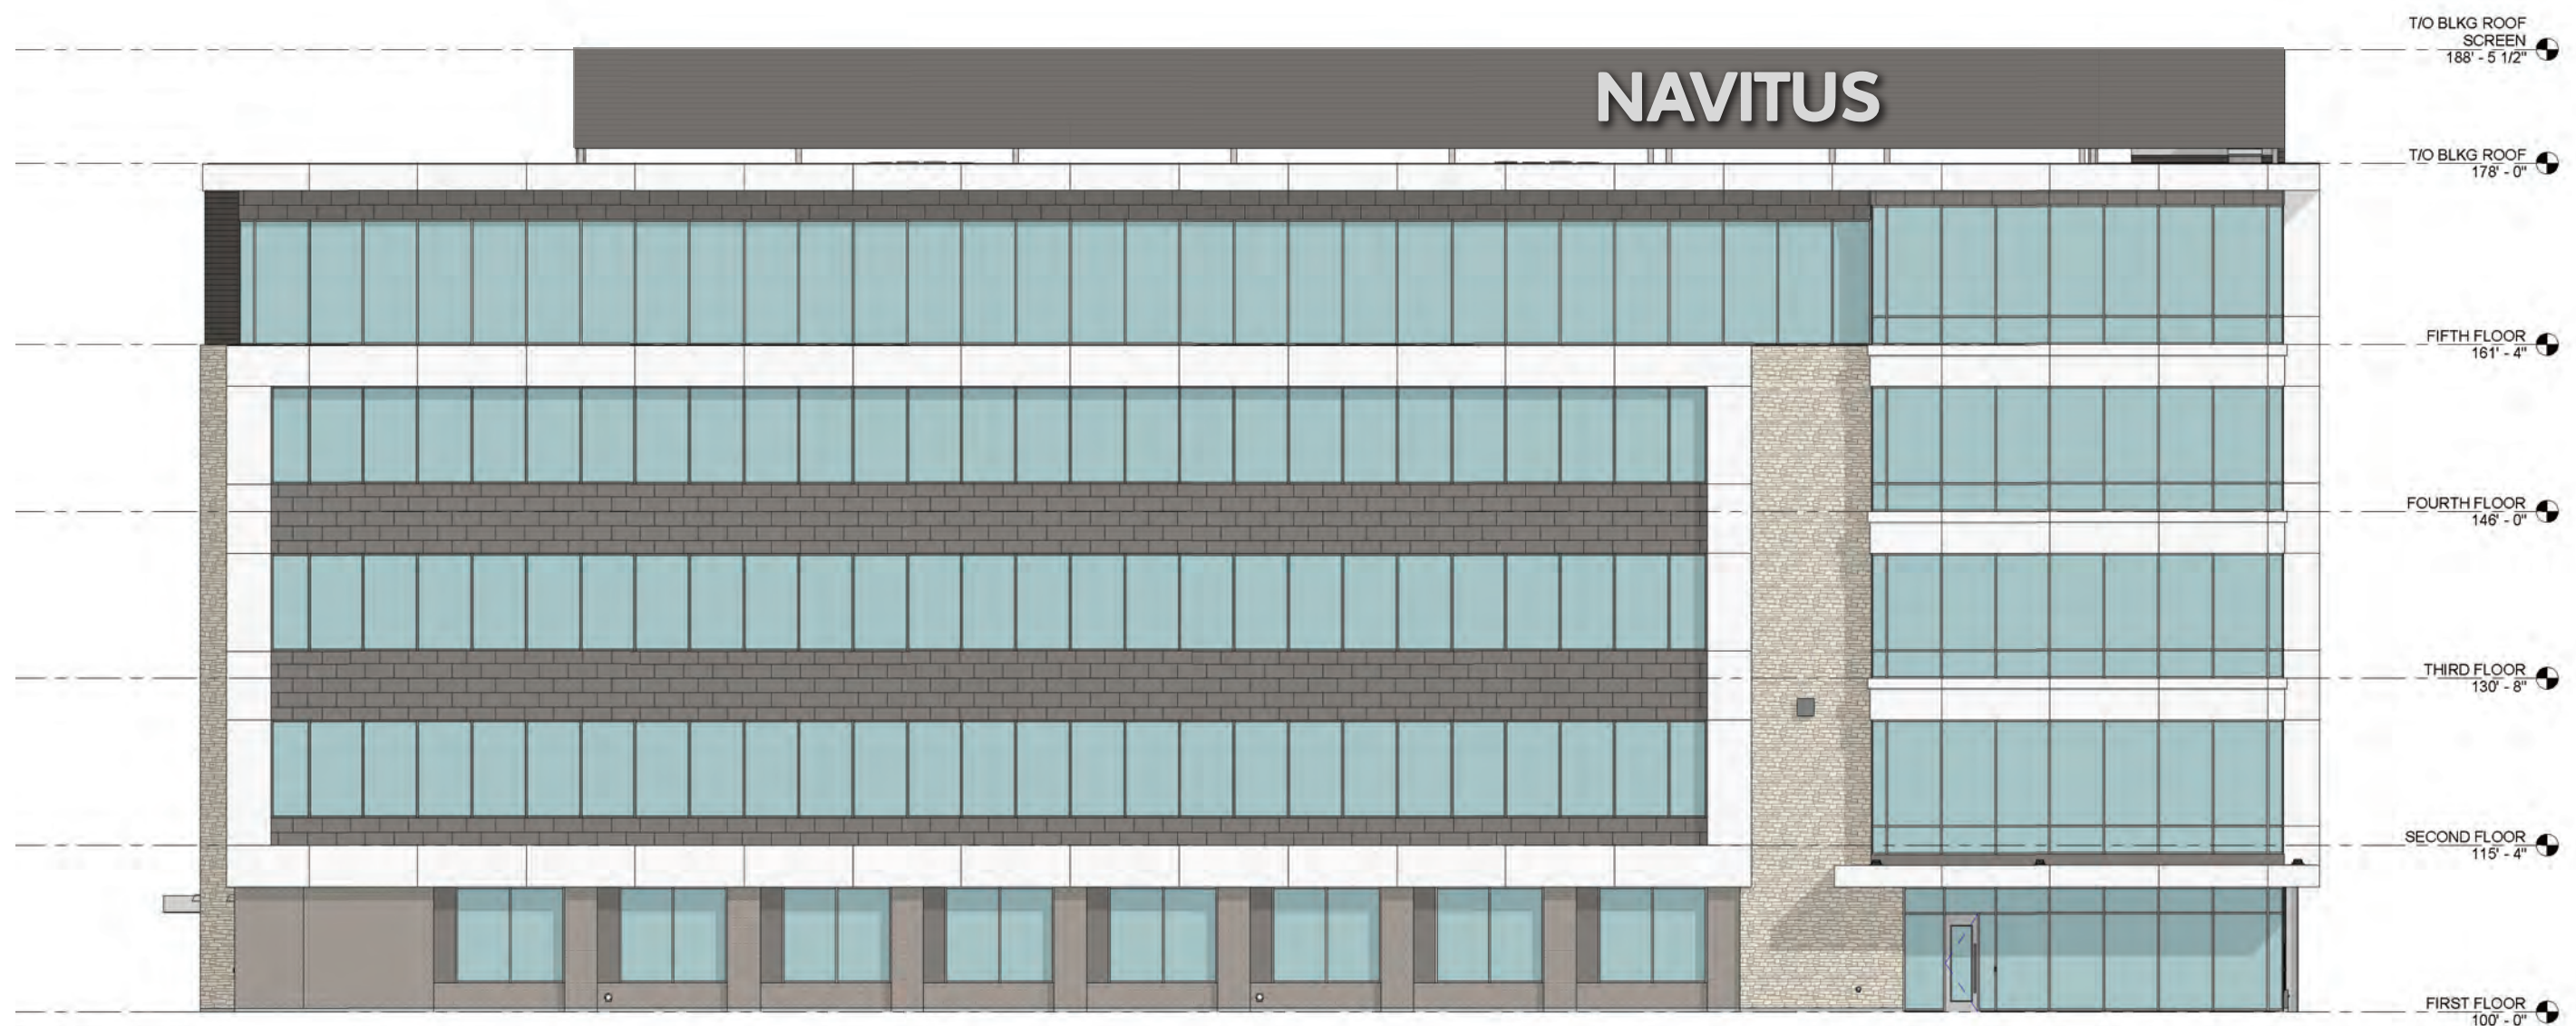 T/O BLKG ROOF
SCREEN
188' - 5 1/2"
NAVITUS
T/O BLKG ROOF
178' - 0"
FIFTH FLOOR
161' - 4"
FOURTH FLOOR
146' - 0"
THIRD FLOOR
130' - 8"
SECOND FLOOR
115' - 4"
FIRST FLOOR
100' - 0"